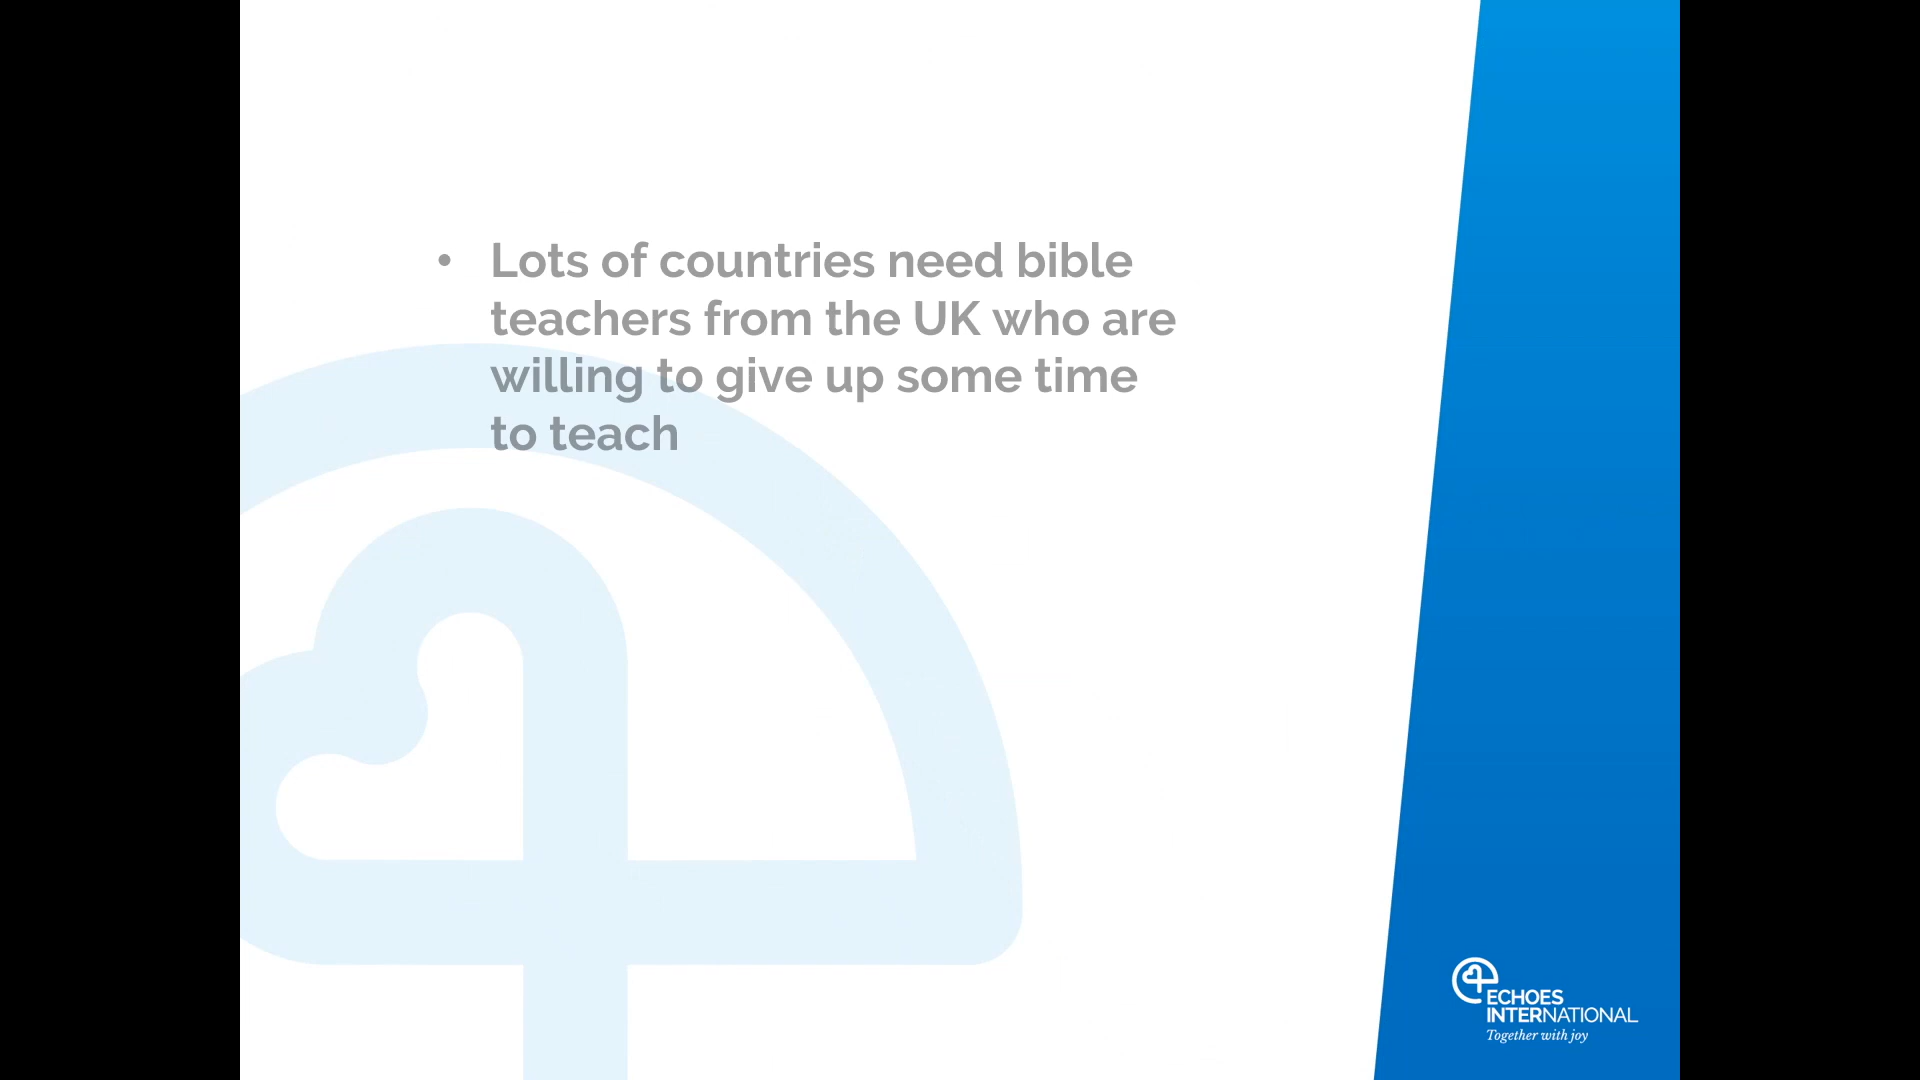 • Lots of countries need bible
teachers from the UK who are
willing to give up some time
to teach
ECHOES
INTERNATIONAL
Together with joy